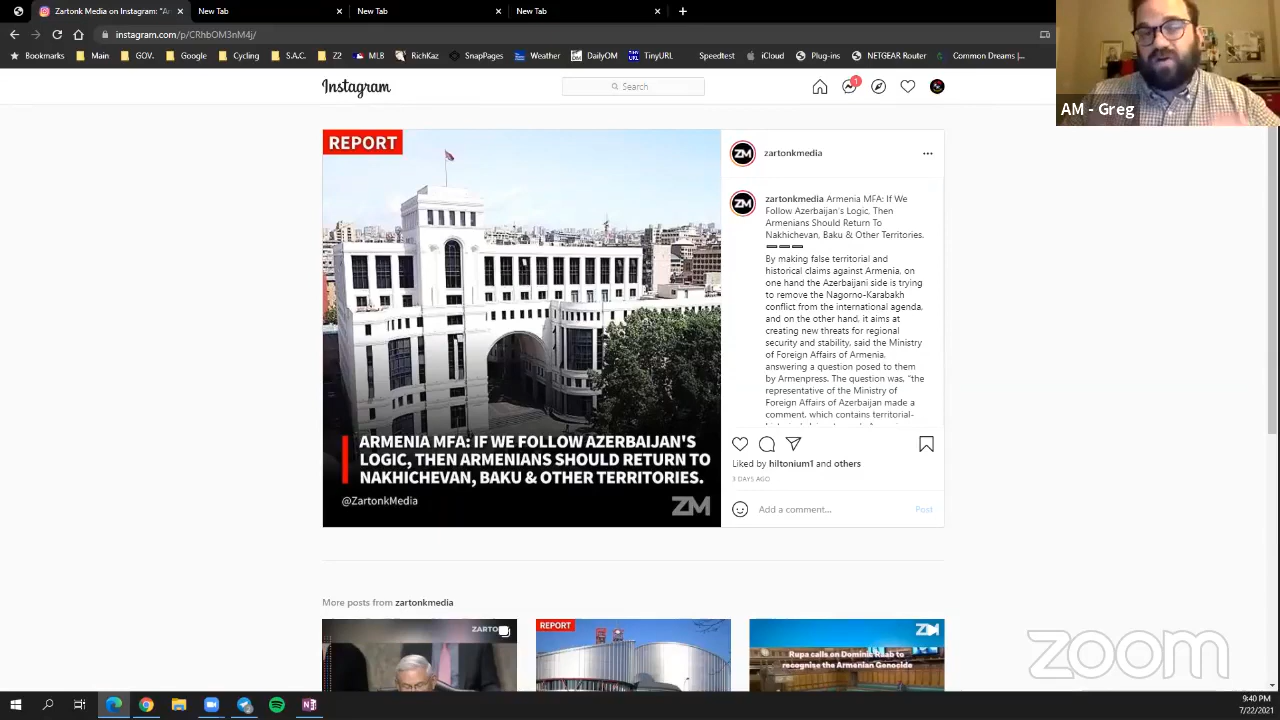 Zartonk Media on Instagram: "Ar
New Tab
New Tab
New Tab
instagram.com/p/CRhbOM3nM4j/
Bookmarks
Main
GOV.
Google
Cycling
S.A.C.
Z2
MLB
RichKaz
SnapPages
Weather
DailyOM
TinyURL
Speedtest
iCloud
Plug-ins
NETGEAR Router
Common Dreams |...
AM - Greg
Instagram
Search
1
REPORT
ARMENIA MFA: IF WE FOLLOW AZERBAIJAN'S
LOGIC, THEN ARMENIANS SHOULD RETURN TO
NAKHICHEVAN, BAKU & OTHER TERRITORIES.
@ZartonkMedia
ZM
ZM
zartonkmedia
ZM
zartonkmedia Armenia MFA: If We
Follow Azerbaijan's Logic, Then
Armenians Should Return To
Nakhichevan, Baku & Other Territories.
By making false territorial and
historical claims against Armenia, on
one hand the Azerbaijani side is trying
to remove the Nagorno-Karabakh
conflict from the international agenda,
and on the other hand, it aims at
creating new threats for regional
security and stability, said the Ministry
of Foreign Affairs of Armenia,
answering a question posed to them
by Armenpress. The question was, "the
representative of the Ministry of
Foreign Affairs of Azerbaijan made a
comment, which contains territorial-
Liked by hiltonium1 and others
3 DAYS AGO
Add a comment...
Post
More posts from zartonkmedia
REPORT
ZM
Rupa calls on Dominic Raab to
recognise the Armenian Genocide
zoom
9:40 PM
7/22/2021